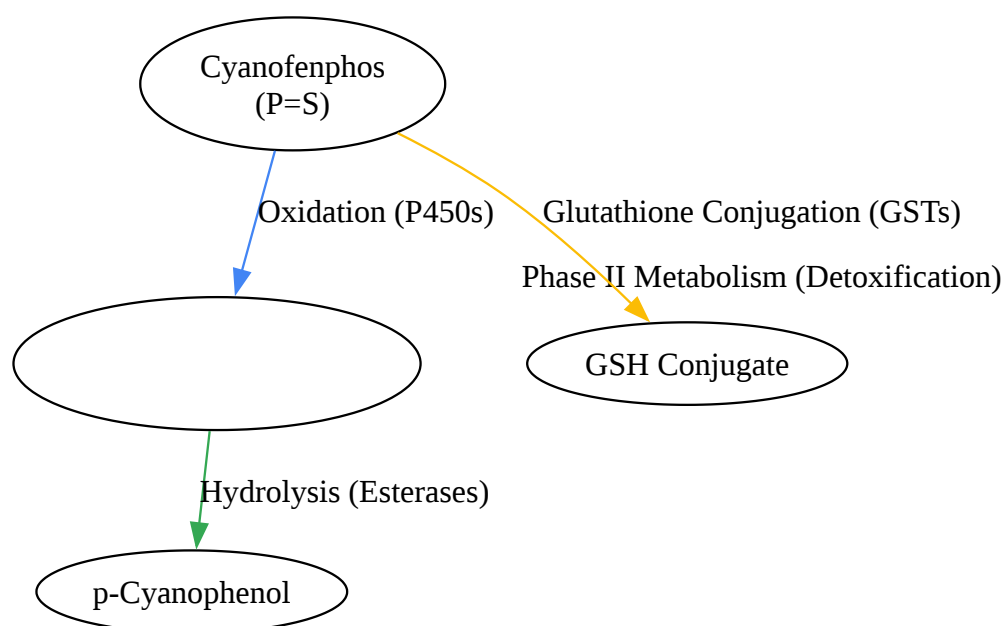 Cyanofenphos
(P=S)
Oxidation (P450s)
Glutathione Conjugation (GSTs)
Phase II Metabolism (Detoxification)
GSH Conjugate
Hydrolysis (Esterases)
p-Cyanophenol